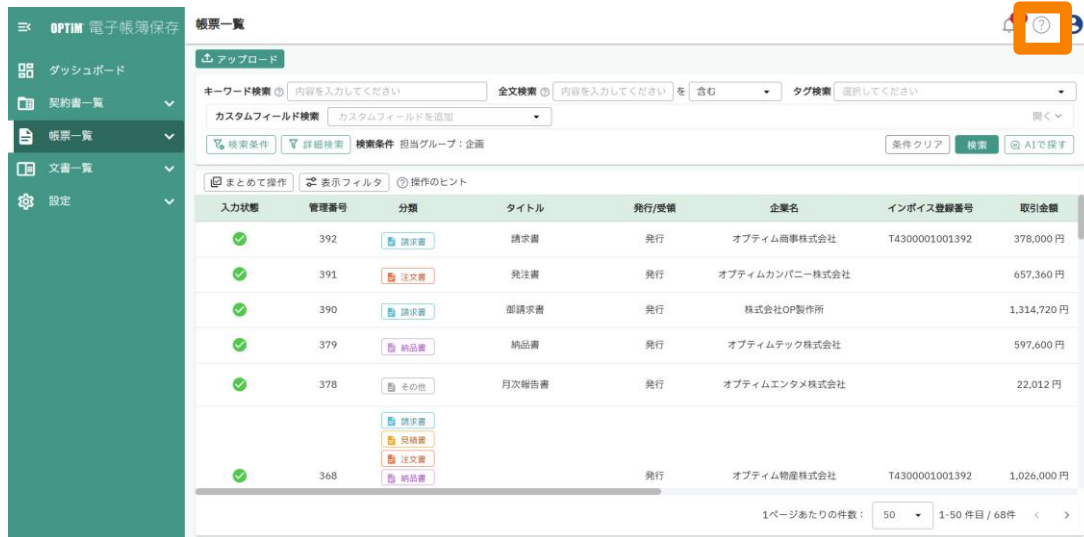 OPTiM 電子帳簿保存
帳票一覧
ダッシュボード
契約書一覧
帳票一覧
文書一覧
設定
アップロード
キーワード検索 内容を入力してください 全文検索 内容を入力してください を 含む タグ検索 選択してください
カスタムフィールド検索 カスタムフィールドを追加 開く
検索条件 詳細検索 検索条件 担当グループ：企画 条件クリア 検索 AIで探す
まとめて操作 表示フィルタ 操作のヒント
入力状態 管理番号 分類 タイトル 発行/受領 企業名 インボイス登録番号 取引金額
392 請求書 請求書 発行 オプティム商事株式会社 T4300001001392 378,000 円
391 注文書 発注書 発行 オプティムカンパニー株式会社 657,360 円
390 請求書 御請求書 発行 株式会社OP製作所 1,314,720 円
379 納品書 納品書 発行 オプティムテック株式会社 597,600 円
378 その他 月次報告書 発行 オプティムエンタメ株式会社 22,012 円
請求書
見積書
注文書
368 納品書 発行 オプティム物産株式会社 T4300001001392 1,026,000 円
1ページあたりの件数： 50 1-50 件目 / 68件